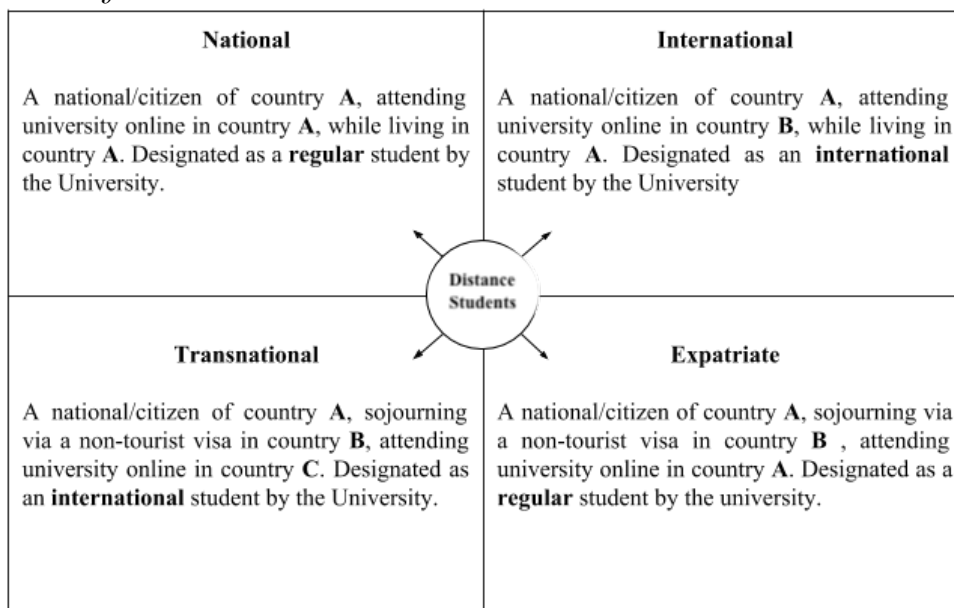 National
A national/citizen of country A, attending
university online in country A, while living in
country A. Designated as a regular student by
the University.
International
A national/citizen of country A, attending
university online in country B, while living in
country A. Designated as an international
student by the University
Distance
Students
Transnational
A national/citizen of country A, sojourning
via a non-tourist visa in country B, attending
university online in country C. Designated as
an international student by the University.
Expatriate
A national/citizen of country A, sojourning via
a non-tourist visa in country B , attending
university online in country A. Designated as a
regular student by the university.